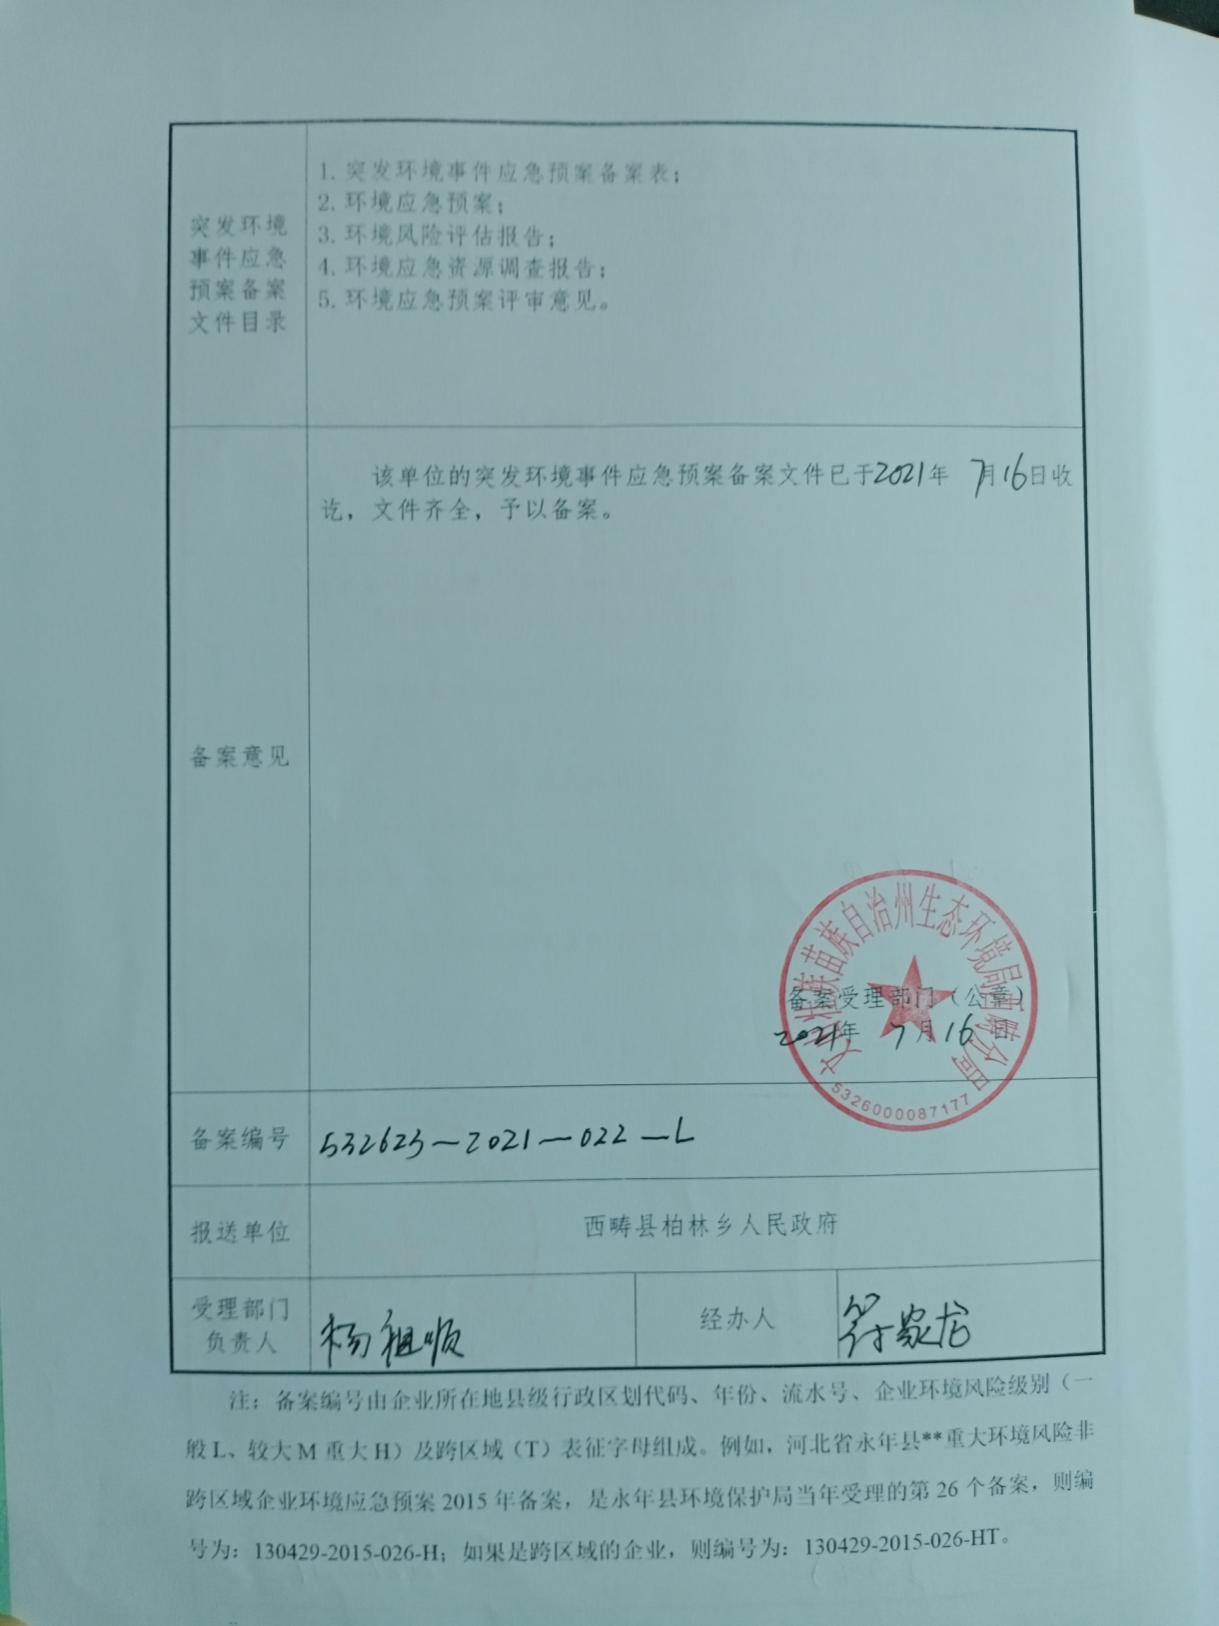 突发环境
事件应急
预案备案
文件目录
1. 突发环境事件应急预案备案表；
2. 环境应急预案；
3. 环境风险评估报告；
4. 环境应急资源调查报告；
5. 环境应急预案评审意见。
备案意见
该单位的突发环境事件应急预案备案文件已于2021年 7月16日收
讫，文件齐全，予以备案。
文山壮族苗族自治州生态环境局西畴分局
备案受理部门（公章）
2021年 7月16日
5326000087177
备案编号
532623-2021-022-L
报送单位
西畴县柏林乡人民政府
受理部门
负责人
杨祖顺
经办人
符家龙
注：备案编号由企业所在地县级行政区划代码、年份、流水号、企业环境风险级别（一
般 L、较大 M 重大 H）及跨区域（T）表征字母组成。例如，河北省永年县**重大环境风险非
跨区域企业环境应急预案 2015 年备案，是永年县环境保护局当年受理的第 26 个备案，则编
号为：130429-2015-026-H；如果是跨区域的企业，则编号为：130429-2015-026-HT。